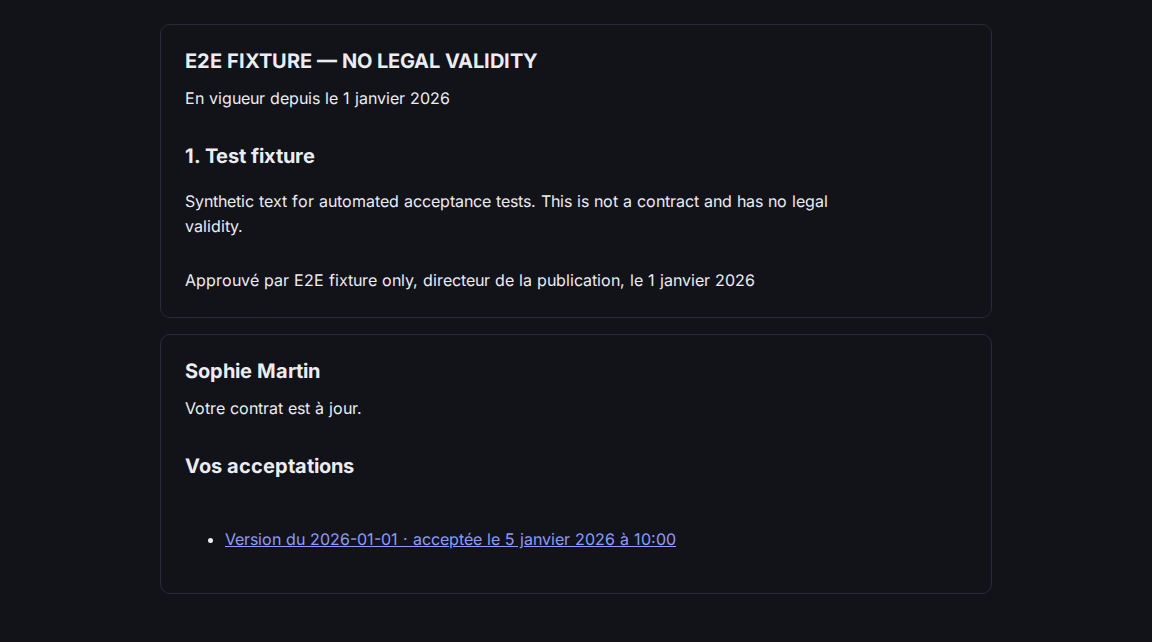 E2E FIXTURE — NO LEGAL VALIDITY
En vigueur depuis le 1 janvier 2026
1. Test fixture
Synthetic text for automated acceptance tests. This is not a contract and has no legal
validity.
Approuvé par E2E fixture only, directeur de la publication, le 1 janvier 2026
Sophie Martin
Votre contrat est à jour.
Vos acceptations
Version du 2026-01-01 · acceptée le 5 janvier 2026 à 10:00